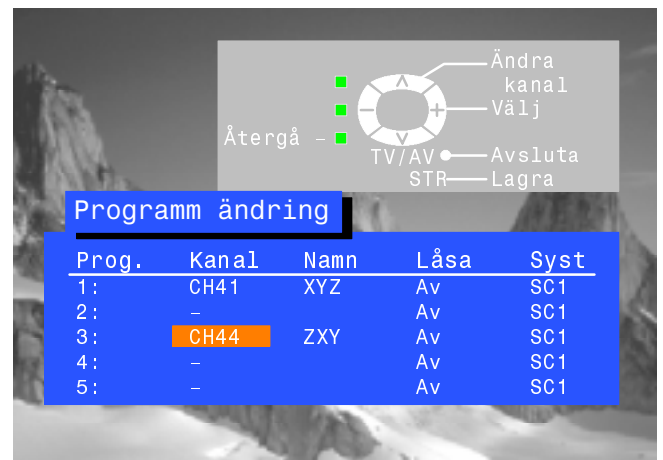 Ändra
kanal
Välj
Återgå –
TV/AV Avsluta
STR Lagra
Programm ändring
Prog. Kanal Namn Låsa Syst
1: CH41 XYZ Av SC1
2: – Av SC1
3: CH44 ZXY Av SC1
4: – Av SC1
5: – Av SC1